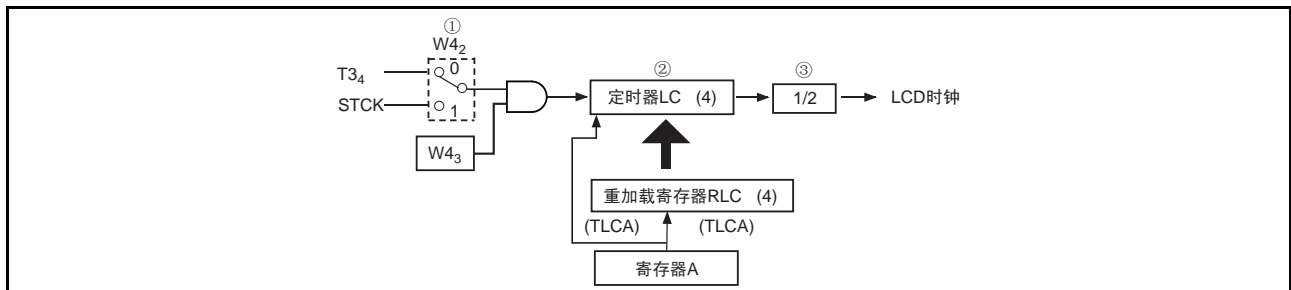 ①
W4₂
②
③
T3₄
0
定时器LC (4)
1/2
LCD时钟
STCK
1
W4₃
重加载寄存器RLC (4)
(TLCA)
(TLCA)
寄存器A